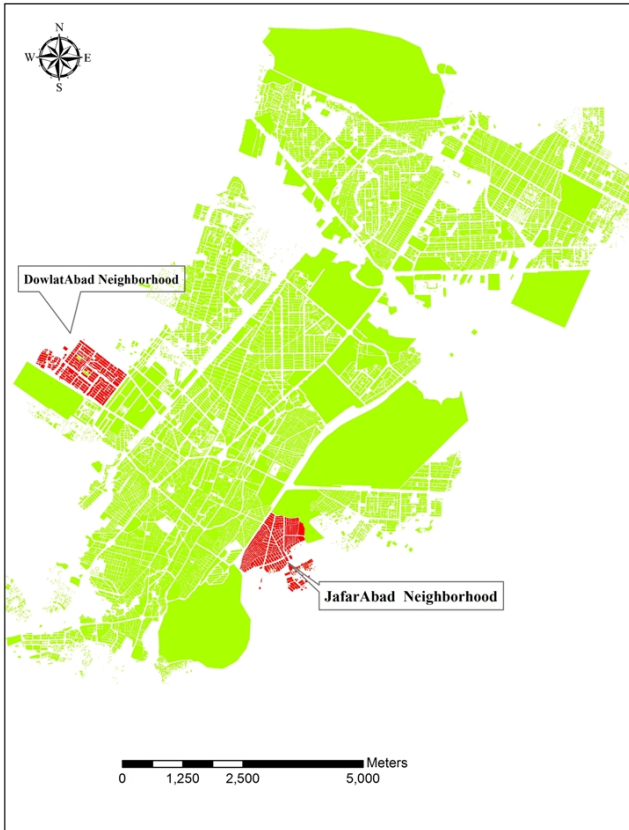 N
W E
S
DowlatAbad Neighborhood
JafarAbad Neighborhood
Meters
0 1,250 2,500 5,000